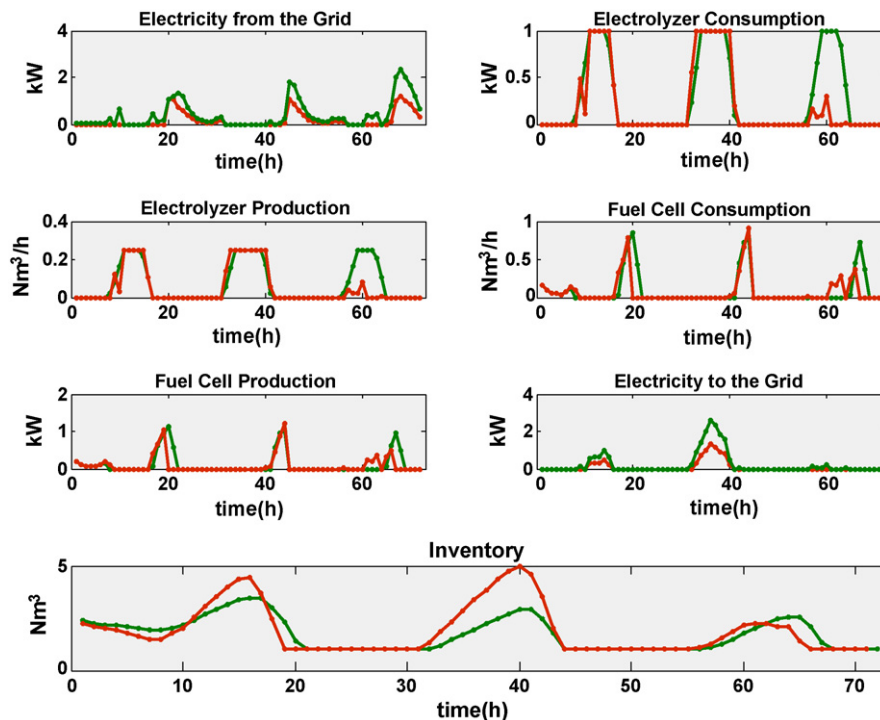 Electricity from the Grid
4
2
0
kW
0 20 40 60
time(h)
Electrolyzer Consumption
1
0.5
0
kW
0 20 40 60
time(h)
Electrolyzer Production
0.4
0.2
0
Nm³/h
0 20 40 60
time(h)
Fuel Cell Consumption
1
0.5
0
Nm³/h
0 20 40 60
time(h)
Fuel Cell Production
2
1
0
kW
0 20 40 60
time(h)
Electricity to the Grid
4
2
0
kW
0 20 40 60
time(h)
Inventory
5
0
Nm³
0 10 20 30 40 50 60 70
time(h)